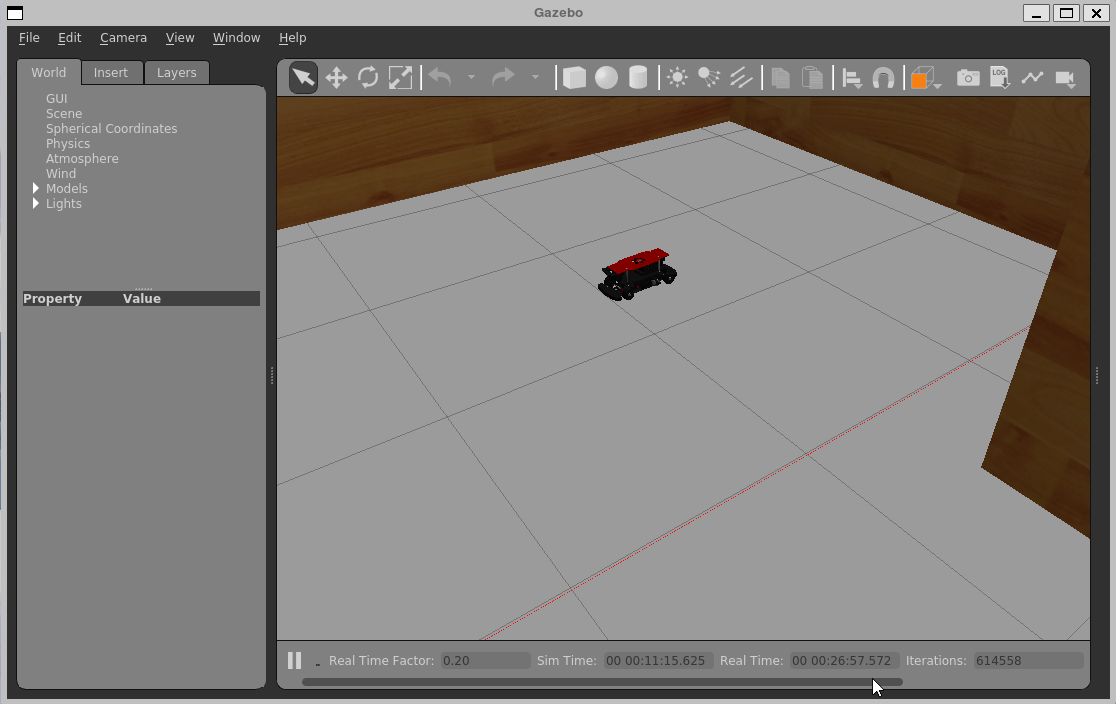 Gazebo
File Edit Camera View Window Help
World Insert Layers
GUI
Scene
Spherical Coordinates
Physics
Atmosphere
Wind
Models
Lights
Property Value
LOG
Real Time Factor: 0.20 Sim Time: 00 00:11:15.625 Real Time: 00 00:26:57.572 Iterations: 614558